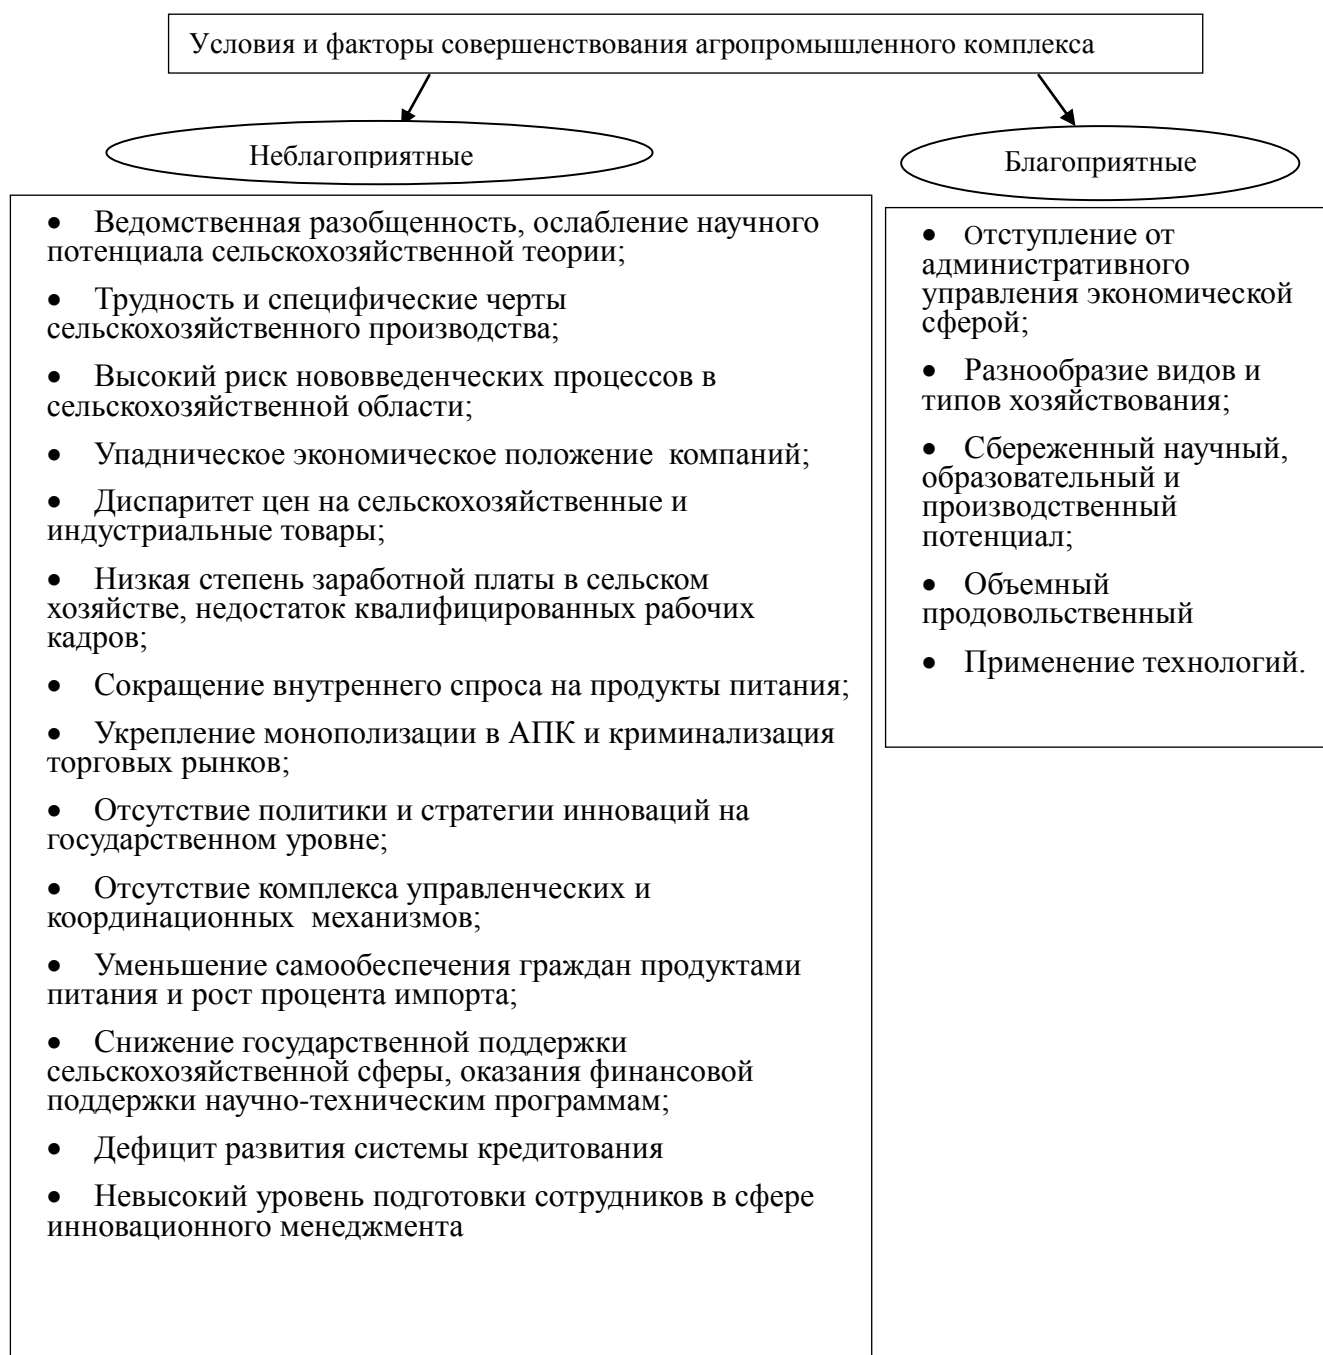 Условия и факторы совершенствования агропромышленного комплекса
Неблагоприятные
Благоприятные
• Ведомственная разобщенность, ослабление научного
потенциала сельскохозяйственной теории;
• Трудность и специфические черты
сельскохозяйственного производства;
• Высокий риск нововведенческих процессов в
сельскохозяйственной области;
• Упадническое экономическое положение  компаний;
• Диспаритет цен на сельскохозяйственные и
индустриальные товары;
• Низкая степень заработной платы в сельском
хозяйстве, недостаток квалифицированных рабочих
кадров;
• Сокращение внутреннего спроса на продукты питания;
• Укрепление монополизации в АПК и криминализация
торговых рынков;
• Отсутствие политики и стратегии инноваций на
государственном уровне;
• Отсутствие комплекса управленческих и
координационных  механизмов;
• Уменьшение самообеспечения граждан продуктами
питания и рост процента импорта;
• Снижение государственной поддержки
сельскохозяйственной сферы, оказания финансовой
поддержки научно-техническим программам;
• Дефицит развития системы кредитования
• Невысокий уровень подготовки сотрудников в сфере
инновационного менеджмента
• Отступление от
административного
управления экономической
сферой;
• Разнообразие видов и
типов хозяйствования;
• Сбереженный научный,
образовательный и
производственный
потенциал;
• Объемный
продовольственный
• Применение технологий.